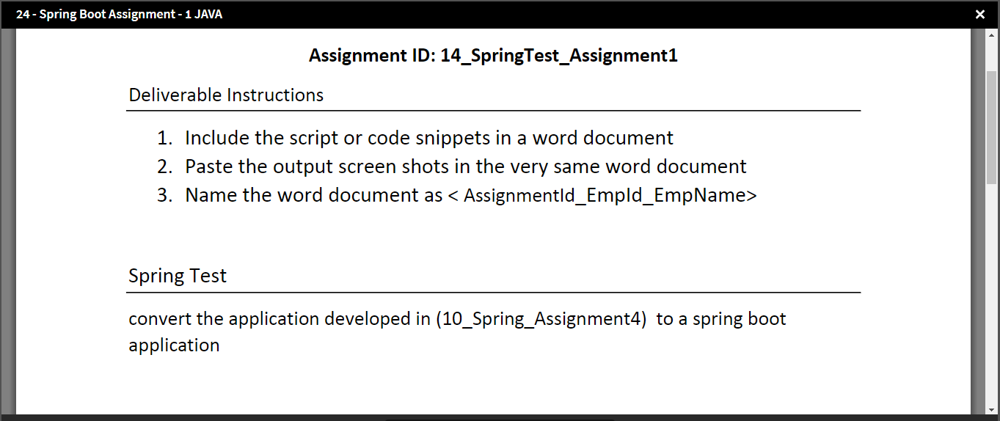 24 - Spring Boot Assignment - 1 JAVA
Assignment ID: 14_SpringTest_Assignment1
Deliverable Instructions
1. Include the script or code snippets in a word document
2. Paste the output screen shots in the very same word document
3. Name the word document as < AssignmentId_EmpId_EmpName>
Spring Test
convert the application developed in (10_Spring_Assignment4)  to a spring boot
application